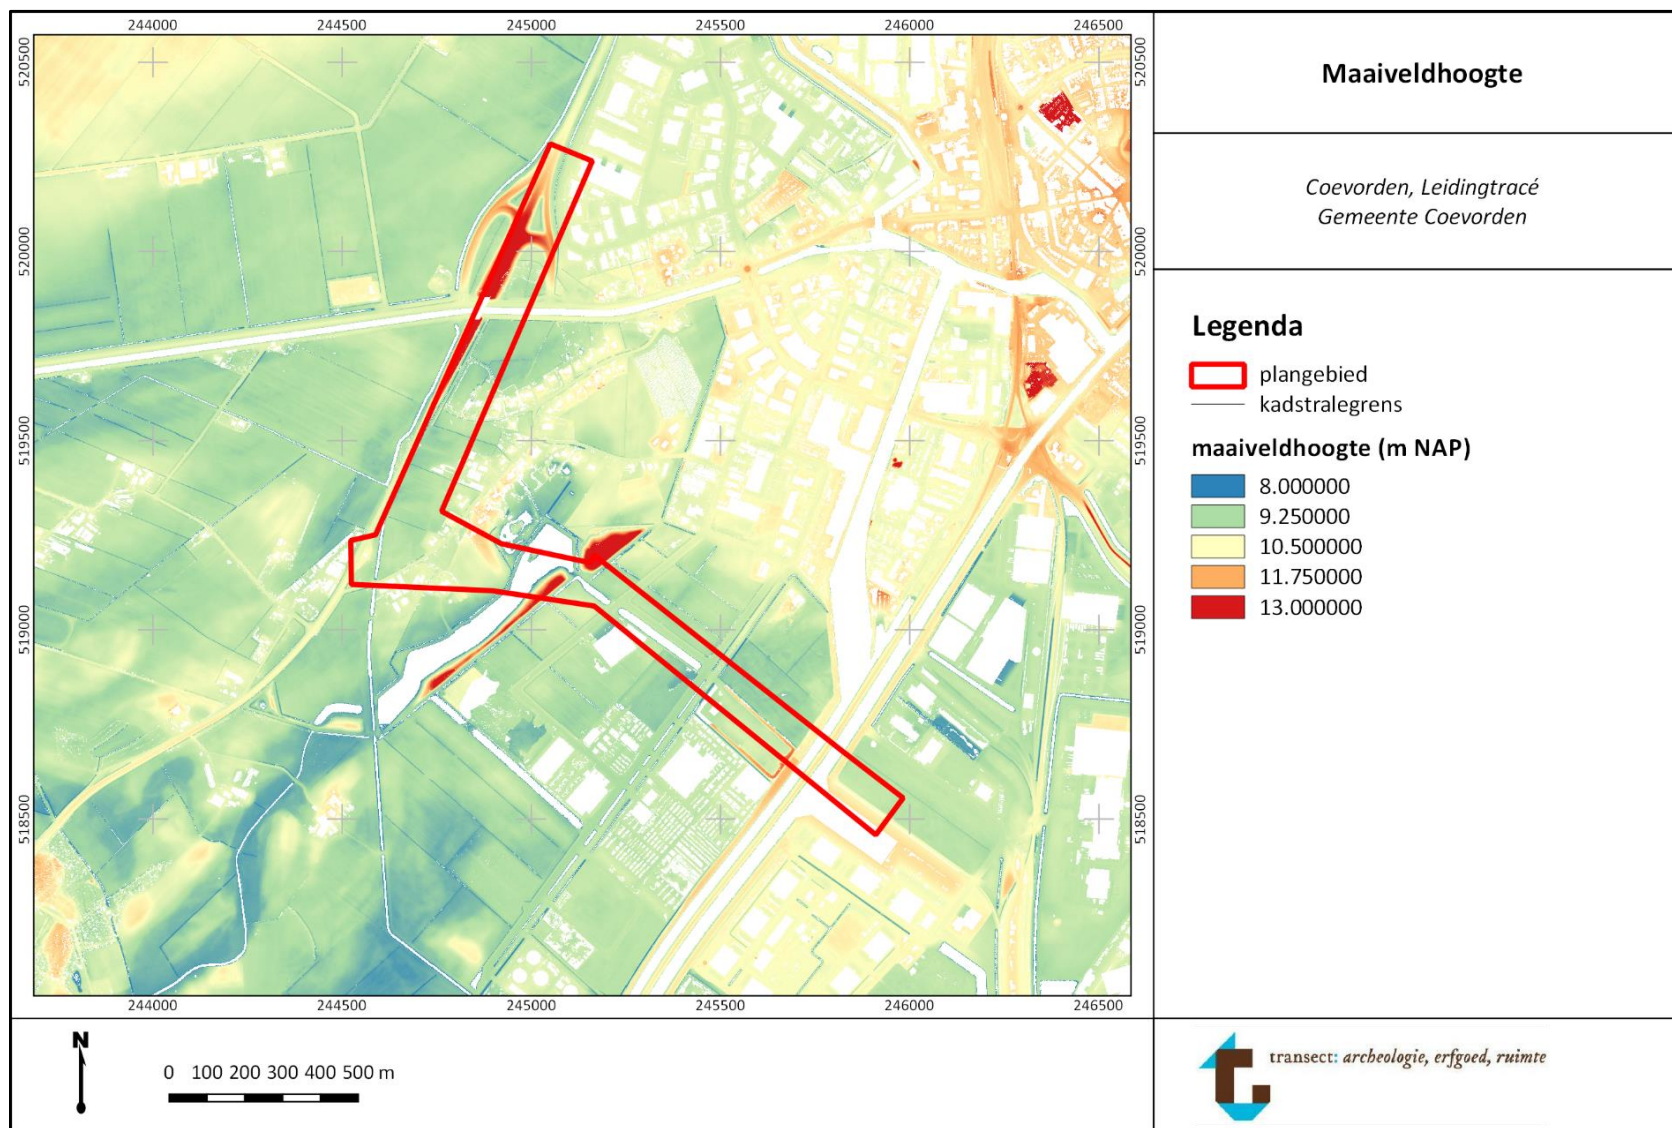 244000 244500 245000 245500 246000 246500
520500 520500
520000 520000
519500 519500
519000 519000
518500 518500
244000 244500 245000 245500 246000 246500
Maaiveldhoogte
Coevorden, Leidingtracé
Gemeente Coevorden
Legenda
plangebied
kadstralegrens
maaiveldhoogte (m NAP)
8.000000
9.250000
10.500000
11.750000
13.000000
N
0 100 200 300 400 500 m
transect: archeologie, erfgoed, ruimte